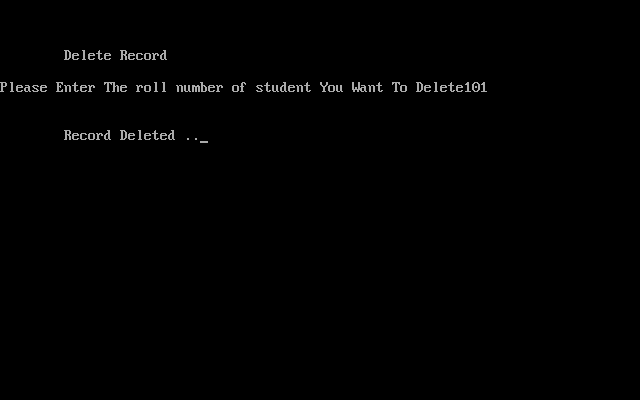 Delete Record
Please Enter The roll number of student You Want To Delete101
Record Deleted .._